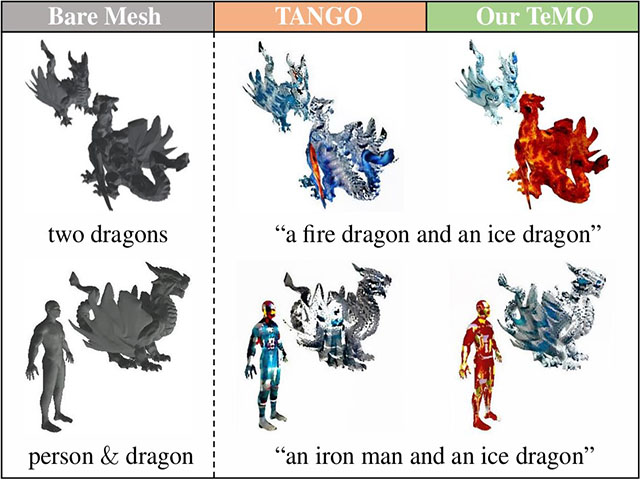 Bare Mesh TANGO Our TeMO
two dragons "a fire dragon and an ice dragon"
person & dragon "an iron man and an ice dragon"